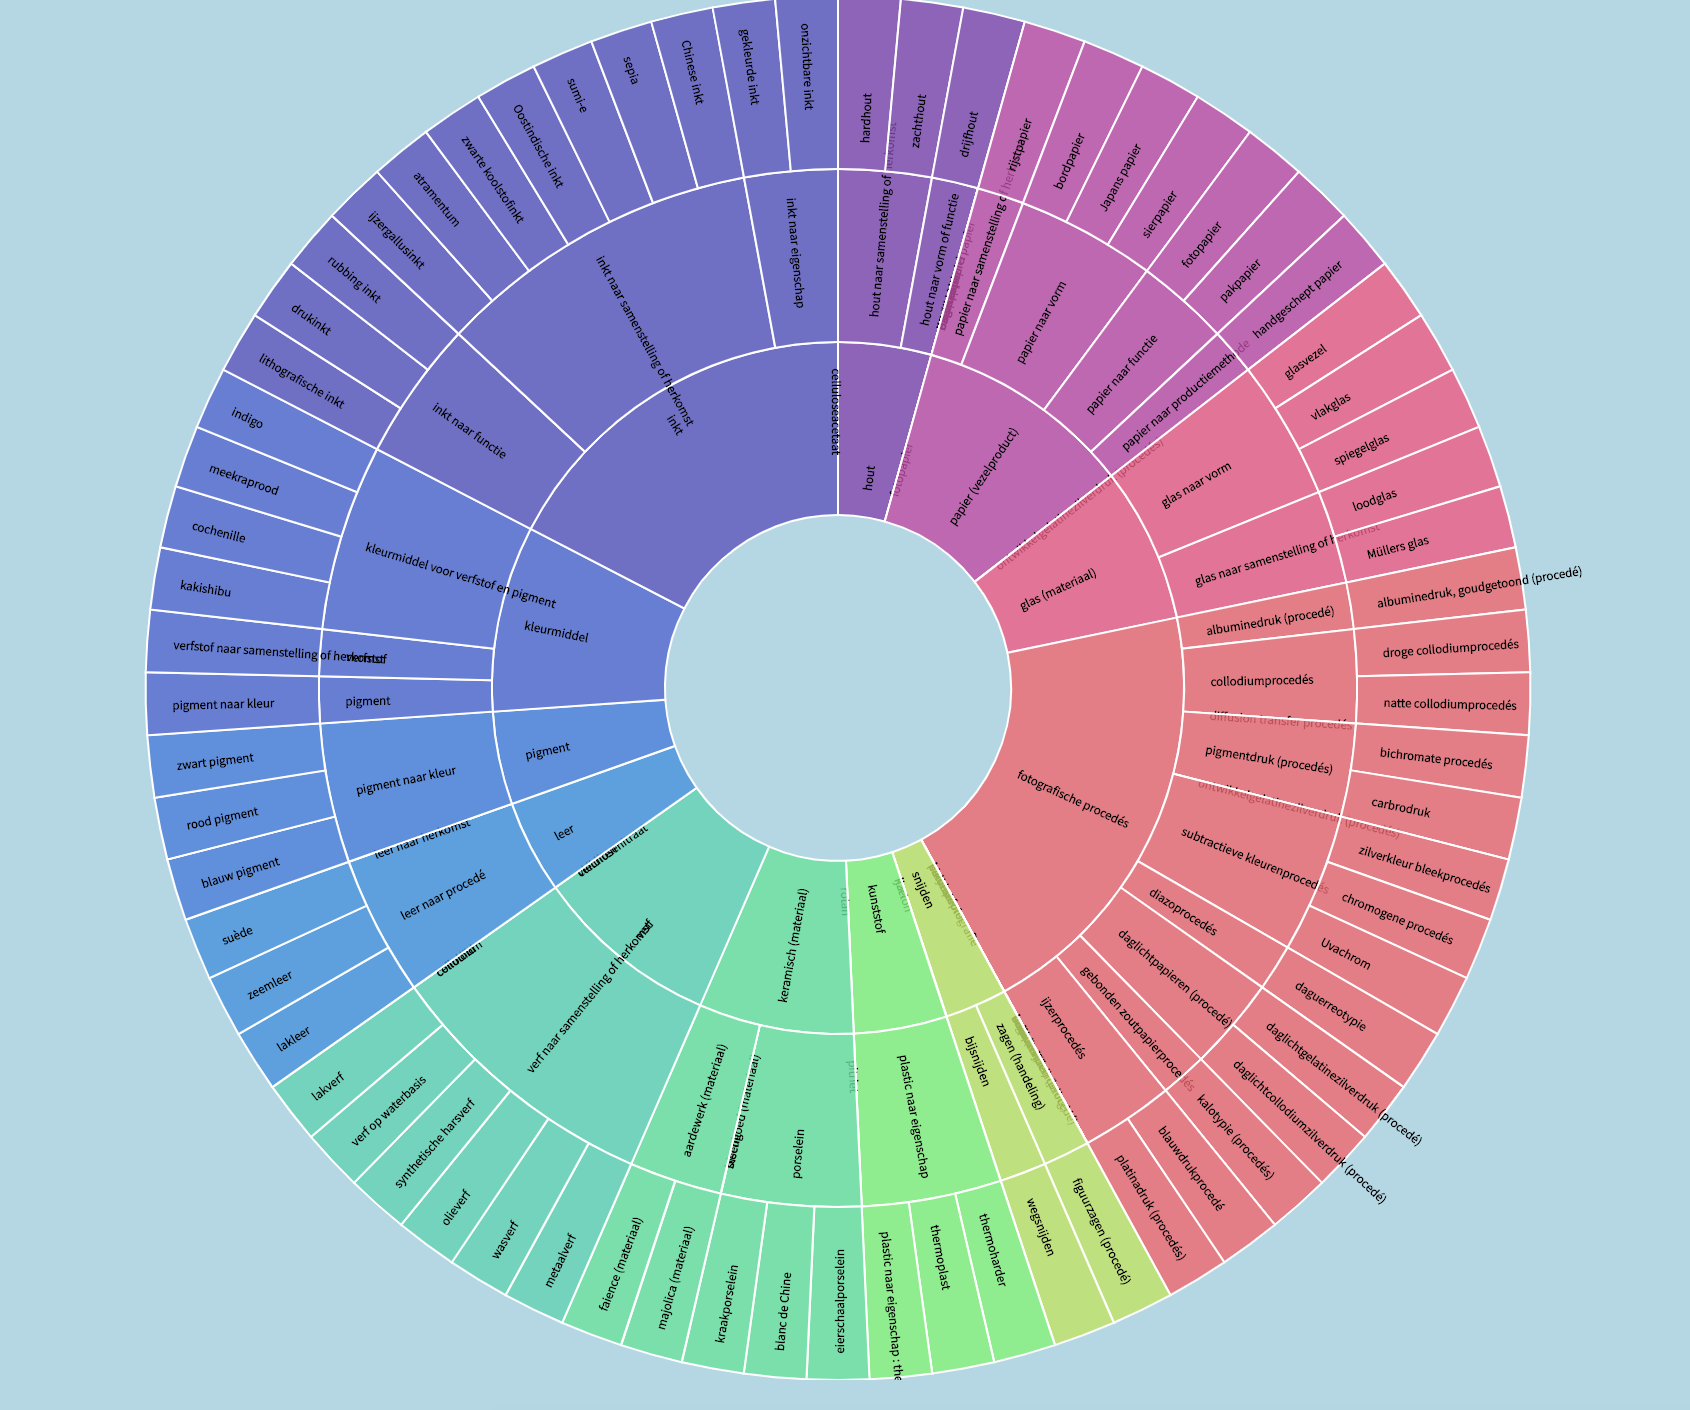 hout
hout naar samenstelling of herkomst
hardhout
zachthout
hout naar vorm of functie
drijfhout
papier (vezelproduct)
papier naar samenstelling of herkomst
rijstpapier
papier naar vorm
bordpapier
Japans papier
sierpapier
papier naar functie
fotopapier
pakpapier
papier naar productiemethode
handgeschept papier
fotopapier
ontwikkelgelatinezilverdruk (procedés)
glas (materiaal)
glas naar vorm
glasvezel
vlakglas
spiegelglas
glas naar samenstelling of herkomst
loodglas
Müllers glas
fotografische procedés
albuminedruk (procedé)
albuminedruk, goudgetoond (procedé)
collodiumprocedés
droge collodiumprocedés
natte collodiumprocedés
diffusion transfer procedés
pigmentdruk (procedés)
bichromate procedés
carbrodruk
ontwikkelgelatinezilverdruk (procedés)
subtractieve kleurenprocedés
zilverkleur bleekprocedés
chromogene procedés
Uvachrom
diazoprocedés
daguerreotypie
daglichtpapieren (procedé)
daglichtgelatinezilverdruk (procedé)
daglichtcollodiumzilverdruk (procedé)
gebonden zoutpapierprocedés
kalotypie (procedés)
ijzerprocedés
blauwdrukprocedé
platinadruk (procedés)
snijden
zagen (handeling)
figuurzagen (procedé)
bijsnijden
wegsnijden
kunststof
plastic naar eigenschap
thermoharder
thermoplast
plastic naar eigenschap : the
keramisch (materiaal)
porselein
eierschaalporselein
blanc de Chine
kraakporselein
aardewerk (materiaal)
majolica (materiaal)
faience (materiaal)
verf
verf naar samenstelling of herkomst
metaalverf
wasverf
olieverf
synthetische harsverf
verf op waterbasis
lakverf
leer
leer naar procedé
lakleer
zeemleer
suède
leer naar herkomst
pigment
pigment naar kleur
blauw pigment
rood pigment
zwart pigment
kleurmiddel
pigment
pigment naar kleur
verfstof
verfstof naar samenstelling of herkomst
kleurmiddel voor verfstof en pigment
kakishibu
cochenille
meekraprood
indigo
inkt
inkt naar functie
lithografische inkt
drukinkt
rubbing inkt
inkt naar samenstelling of herkomst
ijzergallusinkt
atramentum
zwarte koolstofinkt
Oostindische inkt
sumi-e
sepia
Chinese inkt
inkt naar eigenschap
gekleurde inkt
onzichtbare inkt
celluloseacetaat